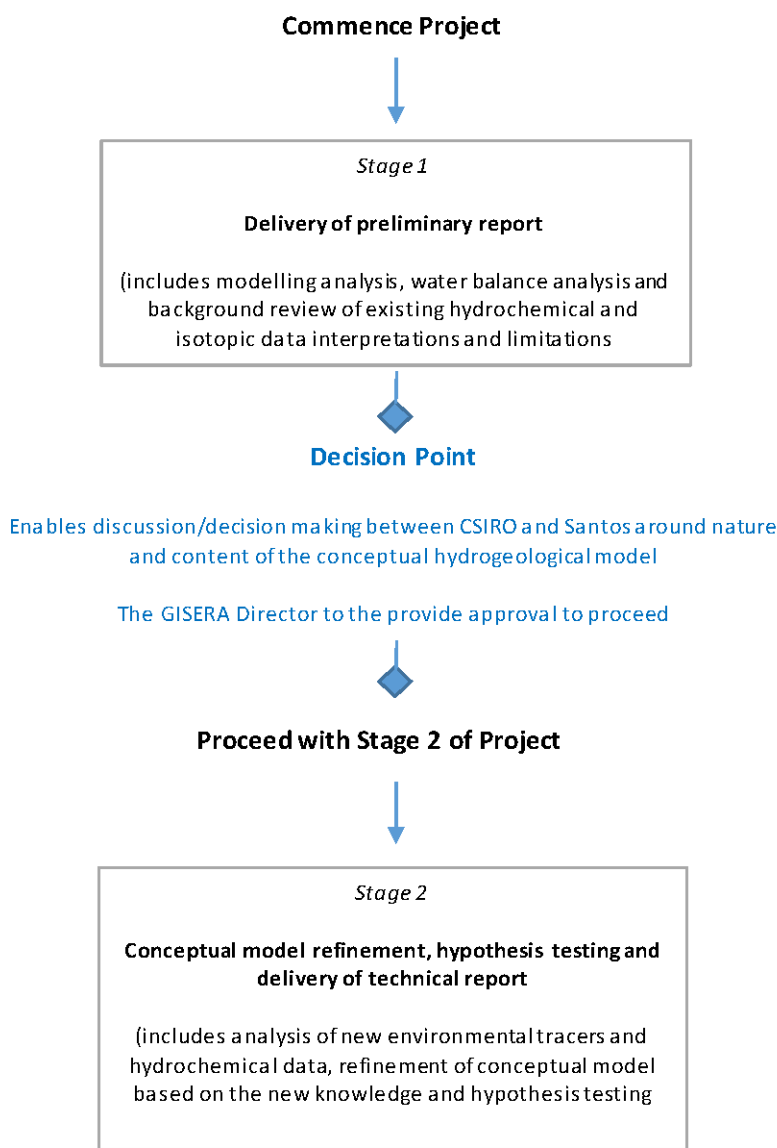 Commence Project
Stage 1
Delivery of preliminary report
(includes modelling analysis, water balance analysis and
background review of existing hydrochemical and
isotopic data interpretations and limitations
Decision Point
Enables discussion/decision making between CSIRO and Santos around nature
and content of the conceptual hydrogeological model
The GISERA Director to the provide approval to proceed
Proceed with Stage 2 of Project
Stage 2
Conceptual model refinement, hypothesis testing and
delivery of technical report
(includes analysis of new environmental tracers and
hydrochemical data, refinement of conceptual model
based on the new knowledge and hypothesis testing